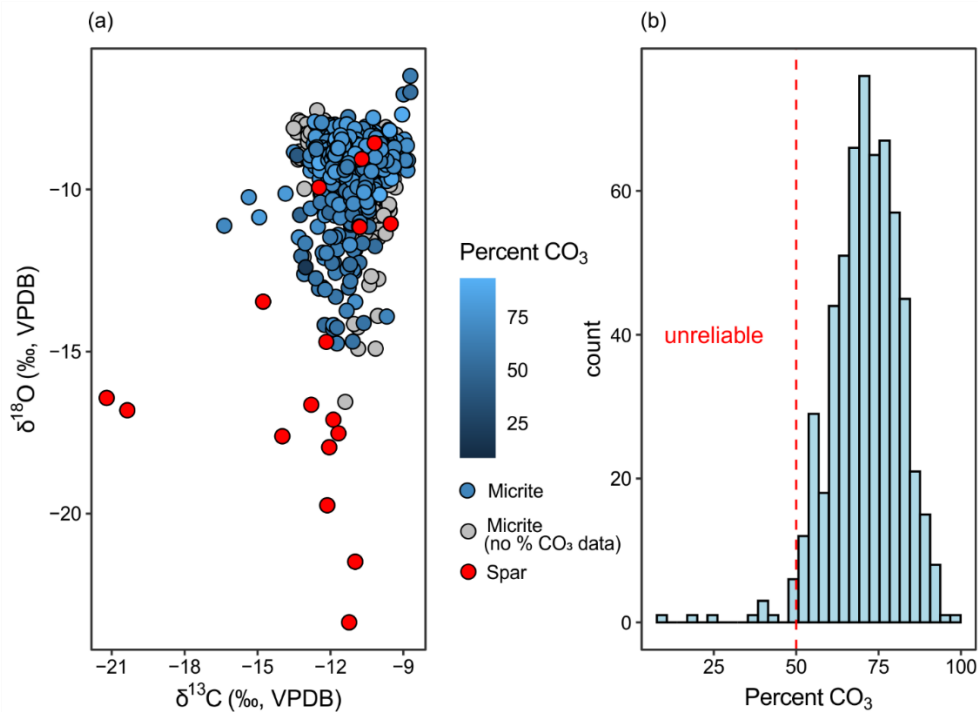 (a)
(b)
−10
−15
−20
δ¹⁸O (‰, VPDB)
−21
−18
−15
−12
−9
δ¹³C (‰, VPDB)
Percent CO₃
75
50
25
Micrite
Micrite
(no % CO₃ data)
Spar
60
40
20
0
count
unreliable
25
50
75
100
Percent CO₃